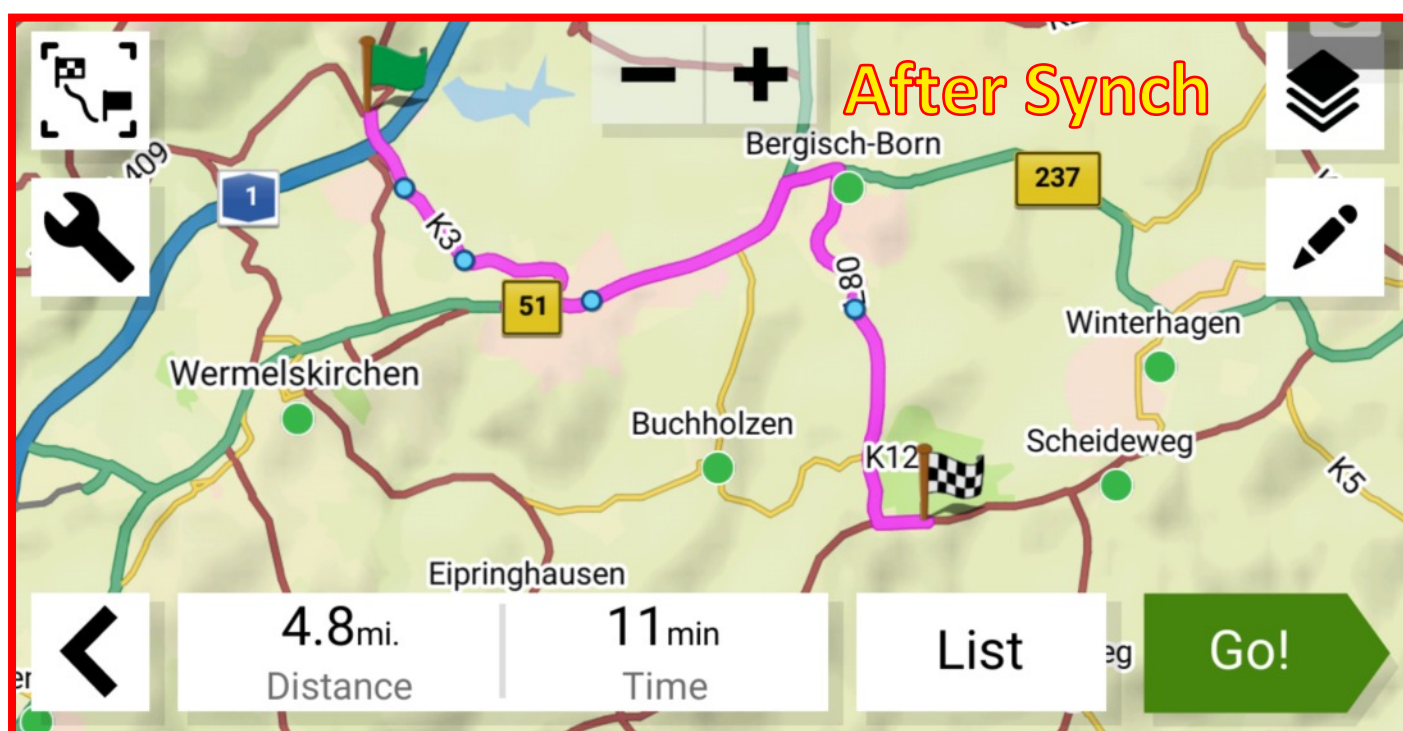 After Synch
409
Bergisch-Born
237
1
K3
51
Winterhagen
Wermelskirchen
Buchholzen
Scheideweg
K12
K5
Eipringhausen
4.8mi.
11min
List
eg
Go!
Distance
Time